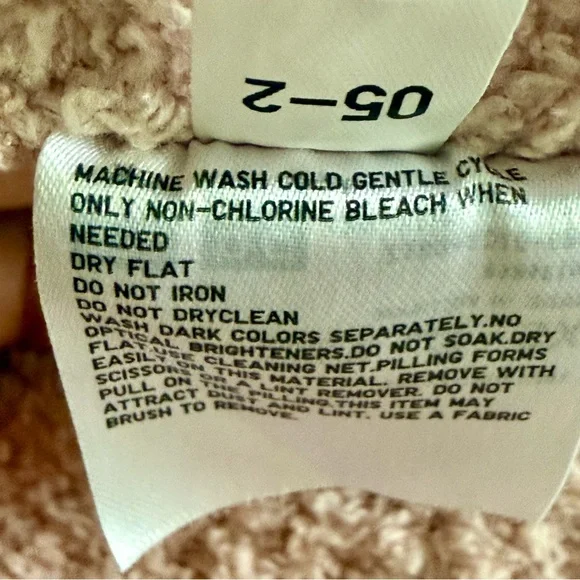 05-2
MACHINE WASH COLD GENTLE CYCLE
ONLY NON-CHLORINE BLEACH WHEN
NEEDED
DRY FLAT
DO NOT IRON
DO NOT DRYCLEAN
WASH DARK COLORS SEPARATELY.NO
OPTICAL BRIGHTENERS.DO NOT SOAK.DRY
FLAT.USE CLEANING NET.PILLING FORMS
EASILY ON THIS MATERIAL. REMOVE WITH
SCISSORS OR A LINT REMOVER. DO NOT
PULL ON THE PILLING.THIS ITEM MAY
ATTRACT DUST AND LINT. USE A FABRIC
BRUSH TO REMOVE.